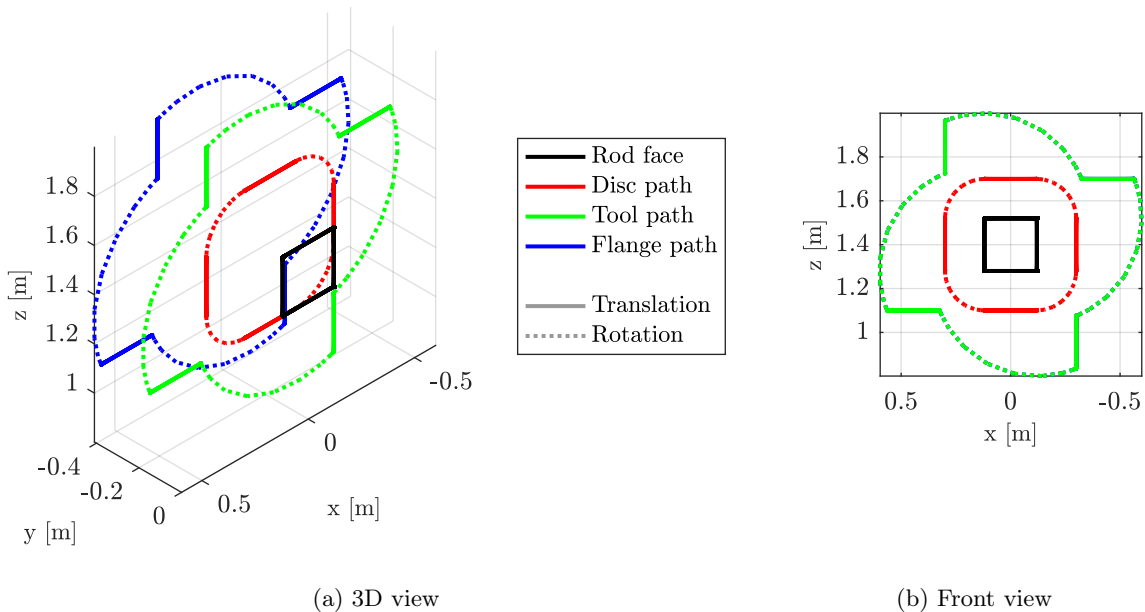 1.8
1.6
1.4
1.2
1
z [m]
-0.4
-0.2
0
y [m]
0.5
0
-0.5
x [m]
Rod face
Disc path
Tool path
Flange path
Translation
Rotation
1.8
1.6
1.4
1.2
1
z [m]
0.5
0
-0.5
x [m]
(a) 3D view
(b) Front view